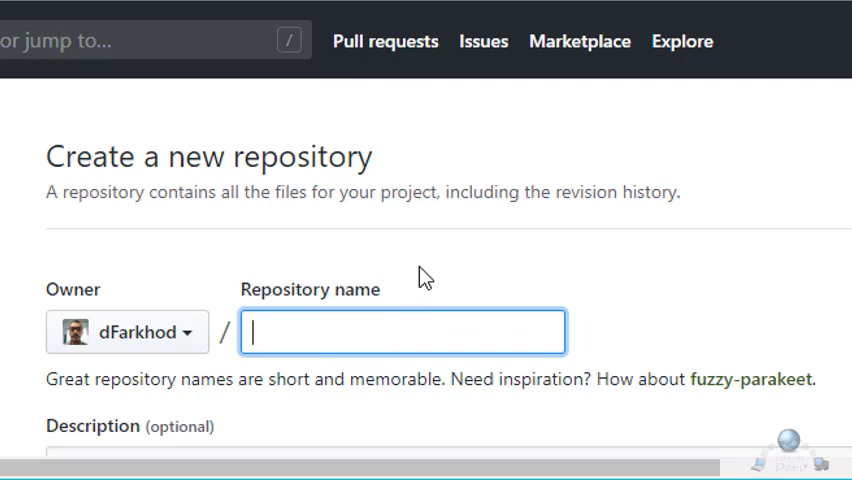 or jump to... / Pull requests Issues Marketplace Explore
Create a new repository
A repository contains all the files for your project, including the revision history.
Owner Repository name
dFarkhod /
Great repository names are short and memorable. Need inspiration? How about fuzzy-parakeet.
Description (optional)